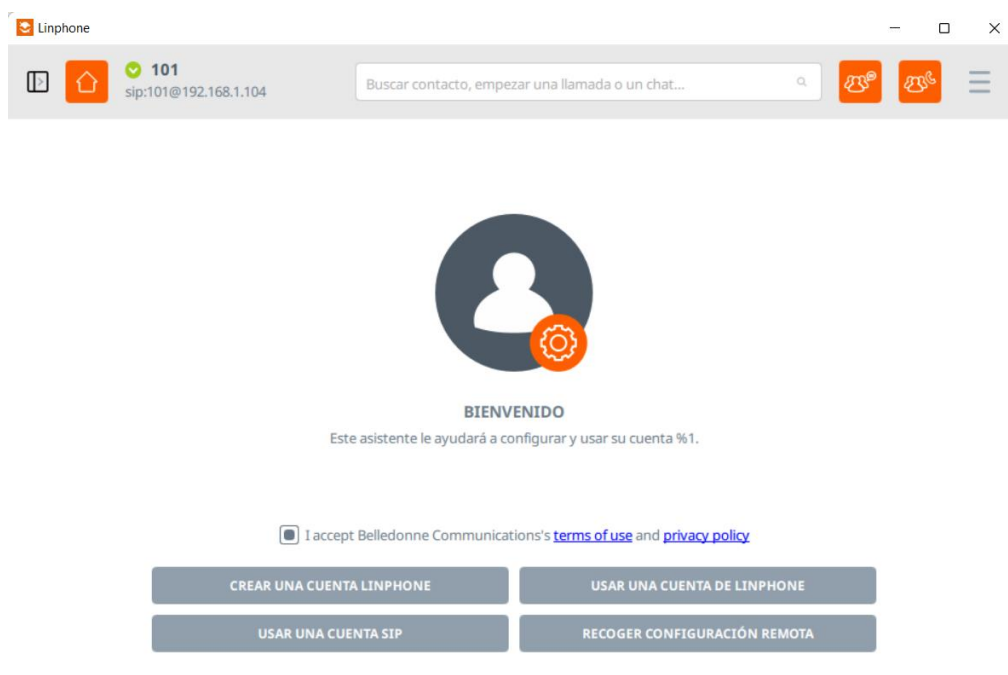 Linphone
101
sip:101@192.168.1.104
Buscar contacto, empezar una llamada o un chat...
BIENVENIDO
Este asistente le ayudará a configurar y usar su cuenta %1.
I accept Belledonne Communications's terms of use and privacy policy
CREAR UNA CUENTA LINPHONE
USAR UNA CUENTA DE LINPHONE
USAR UNA CUENTA SIP
RECOGER CONFIGURACIÓN REMOTA